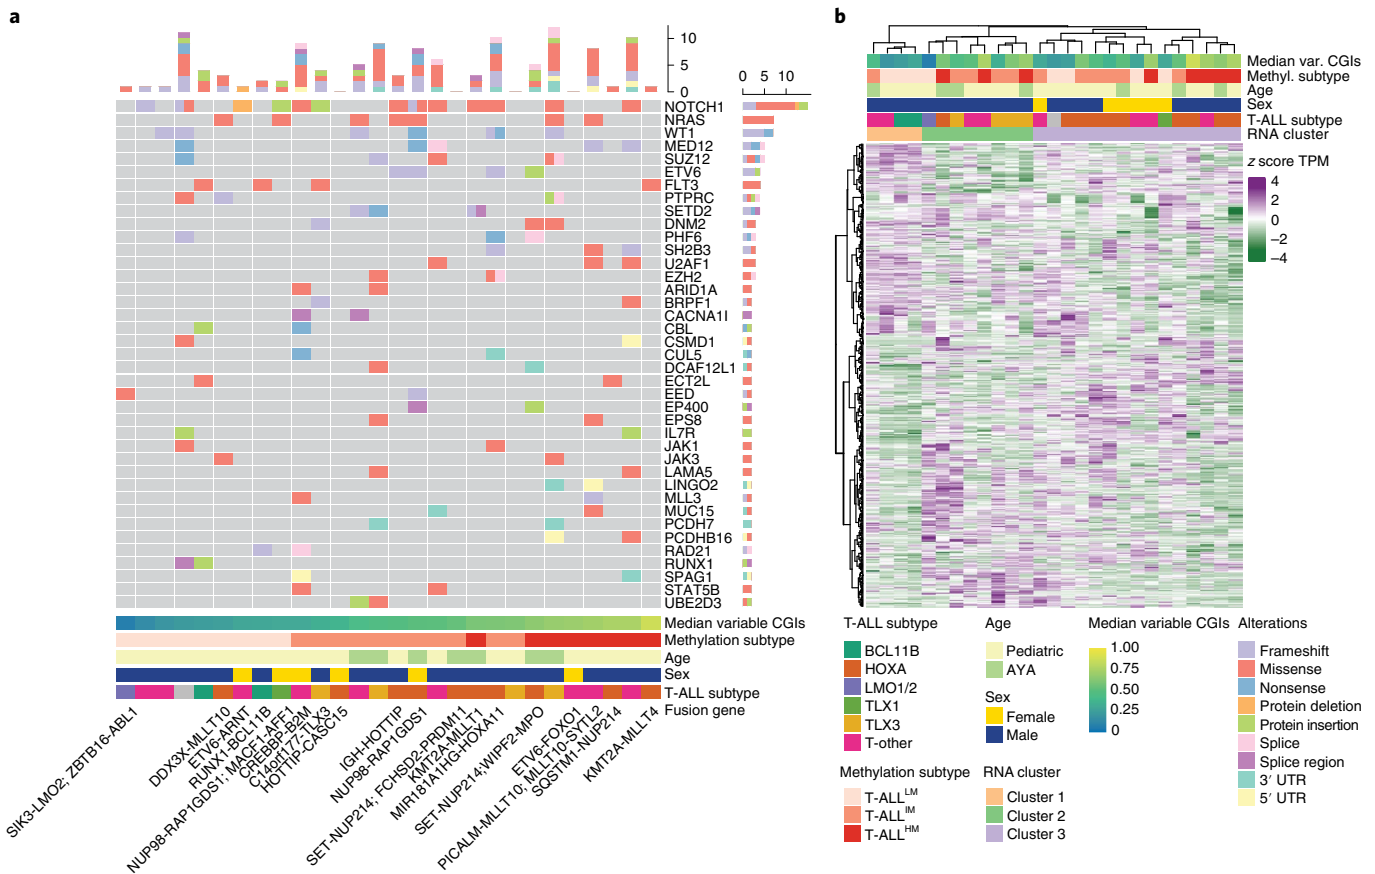 a
10
5
0
0 5 10
NOTCH1
NRAS
WT1
MED12
SUZ12
ETV6
FLT3
PTPRC
SETD2
DNM2
PHF6
SH2B3
U2AF1
EZH2
ARID1A
BRPF1
CACNA1I
CBL
CSMD1
CUL5
DCAF12L1
ECT2L
EED
EP400
EPS8
IL7R
JAK1
JAK3
LAMA5
LINGO2
MLL3
MUC15
PCDH7
PCDHB16
RAD21
RUNX1
SPAG1
STAT5B
UBE2D3
Median variable CGIs
Methylation subtype
Age
Sex
T-ALL subtype
Fusion gene
SIK3-LMO2; ZBTB16-ABL1
DDX3X-MLLT10
ETV6-ARNT
RUNX1-BCL11B
NUP98-RAP1GDS1; MACF1-AFF1
CREBBP-B2M
C14orf177-TLX3
HOTTIP-CASC15
IGH-HOTTIP
NUP98-RAP1GDS1
SET-NUP214; FCHSD2-PRDM11
KMT2A-MLLT1
MIR181A1HG-HOXA11
SET-NUP214;WIPF2-MPO
ETV6-FOXO1
PICALM-MLLT10; MLLT10-SYTL2
SQSTM1-NUP214
KMT2A-MLLT4
b
Median var. CGIs
Methyl. subtype
Age
Sex
T-ALL subtype
RNA cluster
z score TPM
4
2
0
−2
−4
T-ALL subtype
BCL11B
HOXA
LMO1/2
TLX1
TLX3
T-other
Methylation subtype
T-ALL^LM
T-ALL^IM
T-ALL^HM
Age
Pediatric
AYA
Sex
Female
Male
RNA cluster
Cluster 1
Cluster 2
Cluster 3
Median variable CGIs
1.00
0.75
0.50
0.25
0
Alterations
Frameshift
Missense
Nonsense
Protein deletion
Protein insertion
Splice
Splice region
3′ UTR
5′ UTR